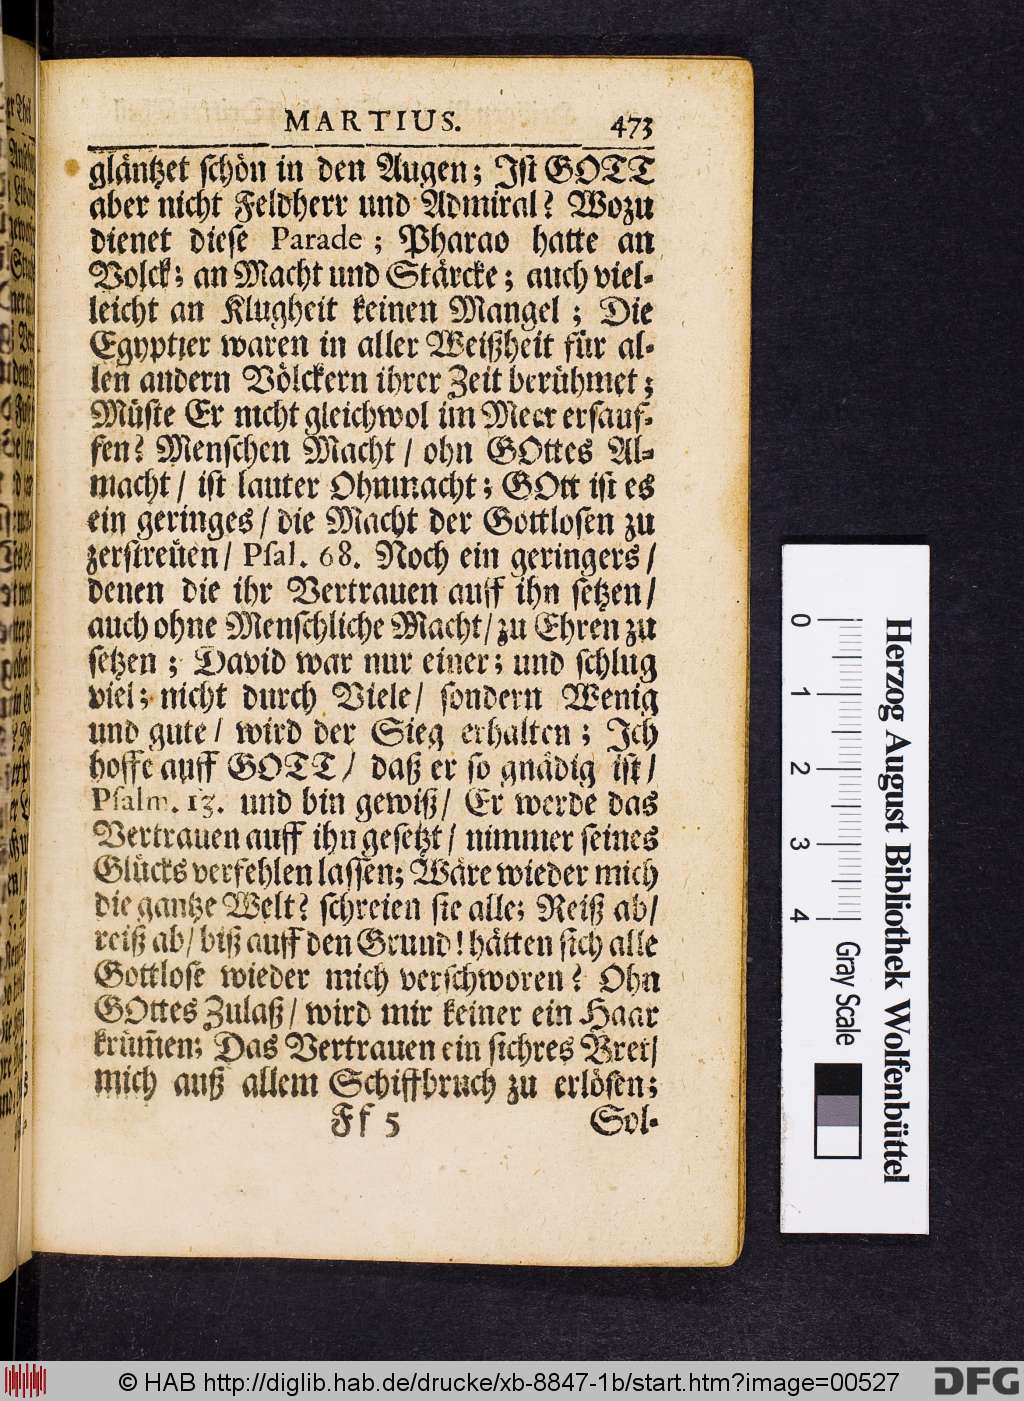 MARTIUS. 473
gläntzet schön in den Augen; Ist GOTT
aber nicht Feldherr und Admiral? Wozu
dienet diese Parade; Pharao hatte an
Volck; an Macht und Stärcke; auch viel-
leicht an Klugheit keinen Mangel; Die
Egyptier waren in aller Weißheit für al-
len andern Völckern ihrer Zeit berühmet;
Müste Er nicht gleichwol im Meer ersauf-
fen? Menschen Macht / ohn GOttes Al-
macht / ist lauter Ohnmacht; GOtt ist es
ein geringes / die Macht der Gottlosen zu
zerstreüen / Psal. 68. Noch ein geringers /
denen die ihr Vertrauen auff ihn setzen /
auch ohne Menschliche Macht / zu Ehren zu
setzen; David war nur einer; und schlug
viel; nicht durch Viele / sondern Wenig
und gute / wird der Sieg erhalten; Ich
hoffe auff GOTT / daß er so gnädig ist /
Psalm. 13. und bin gewiß / Er werde das
Vertrauen auff ihn gesetzt / nimmer seines
Glücks verfehlen lassen; Wäre wieder mich
die gantze Welt? schreien sie alle; Reiß ab /
reiß ab / biß auff den Grund! hätten sich alle
Gottlose wieder mich verschworen? Ohn
GOttes Zulaß / wird mir keiner ein Haar
krüm̃en; Das Vertrauen ein sichres Bret /
mich auß allem Schiffbruch zu erlösen;
Ff 5 Sol-
0 1 2 3 4
Gray Scale
Herzog August Bibliothek Wolfenbüttel
© HAB http://diglib.hab.de/drucke/xb-8847-1b/start.htm?image=00527
DFG